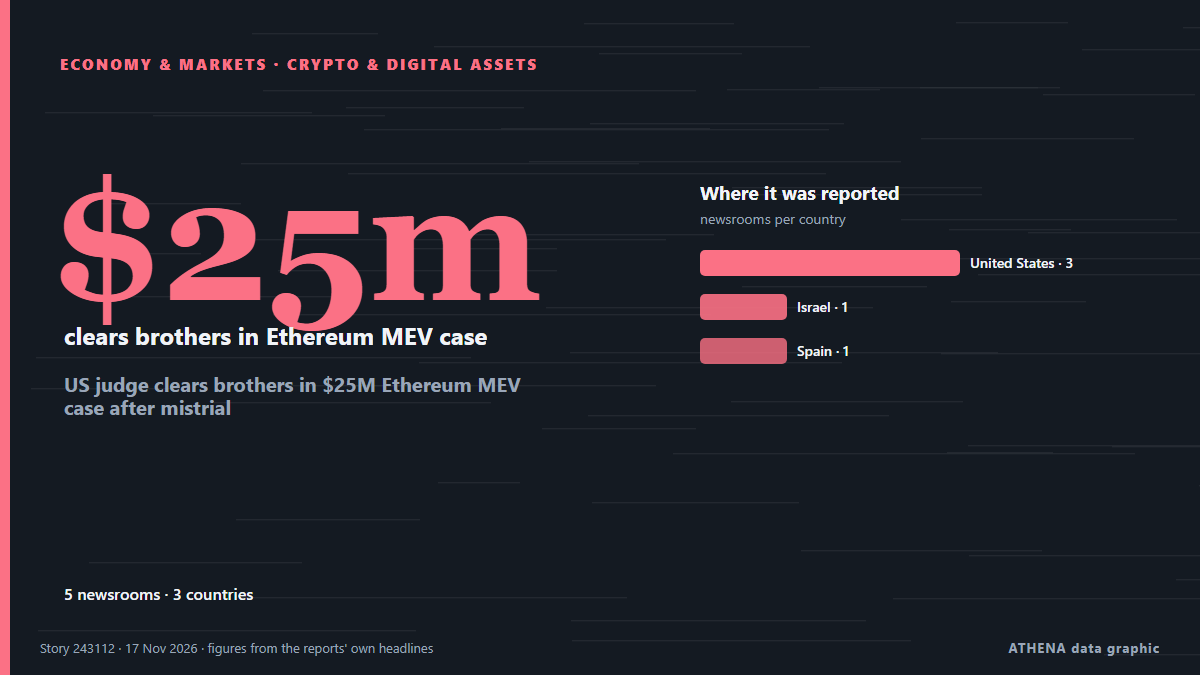 ECONOMY & MARKETS · CRYPTO & DIGITAL ASSETS
$25m
clears brothers in Ethereum MEV case
US judge clears brothers in $25M Ethereum MEV
case after mistrial
Where it was reported
newsrooms per country
United States · 3
Israel · 1
Spain · 1
5 newsrooms · 3 countries
Story 243112 · 17 Nov 2026 · figures from the reports' own headlines
ATHENA data graphic